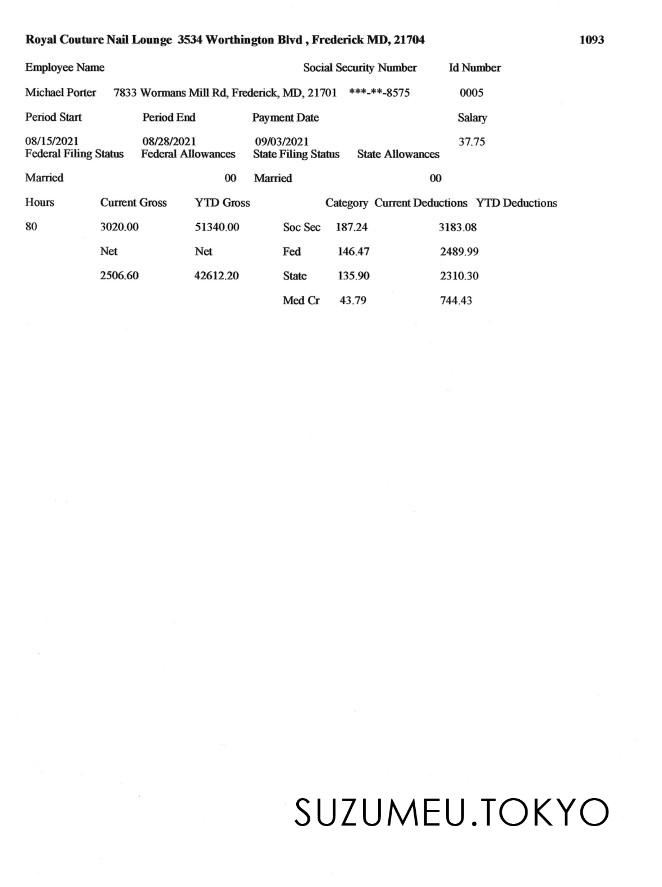 Royal Couture Nail Lounge 3534 Worthington Blvd , Frederick MD, 21704 1093
Employee Name Social Security Number Id Number
Michael Porter 7833 Wormans Mill Rd, Frederick, MD, 21701 ***-**-8575 0005
Period Start Period End Payment Date Salary
08/15/2021 08/28/2021 09/03/2021 37.75
Federal Filing Status Federal Allowances State Filing Status State Allowances
Married 00 Married 00
Hours Current Gross YTD Gross Category Current Deductions YTD Deductions
80 3020.00 51340.00 Soc Sec 187.24 3183.08
Net Net Fed 146.47 2489.99
2506.60 42612.20 State 135.90 2310.30
Med Cr 43.79 744.43
SUZUMEU.TOKYO